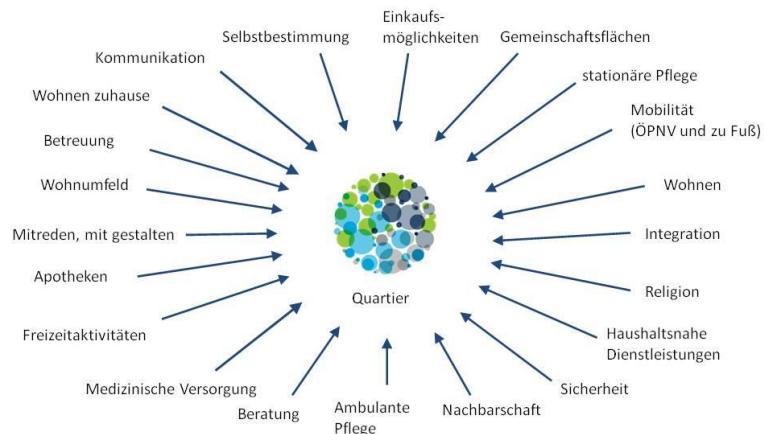 Einkaufs-
möglichkeiten
Selbstbestimmung
Gemeinschaftsflächen
Kommunikation
stationäre Pflege
Wohnen zuhause
Mobilität
(ÖPNV und zu Fuß)
Betreuung
Wohnumfeld
Wohnen
Mitreden, mit gestalten
Integration
Apotheken
Religion
Quartier
Freizeitaktivitäten
Haushaltsnahe
Dienstleistungen
Medizinische Versorgung
Sicherheit
Beratung
Ambulante
Pflege
Nachbarschaft